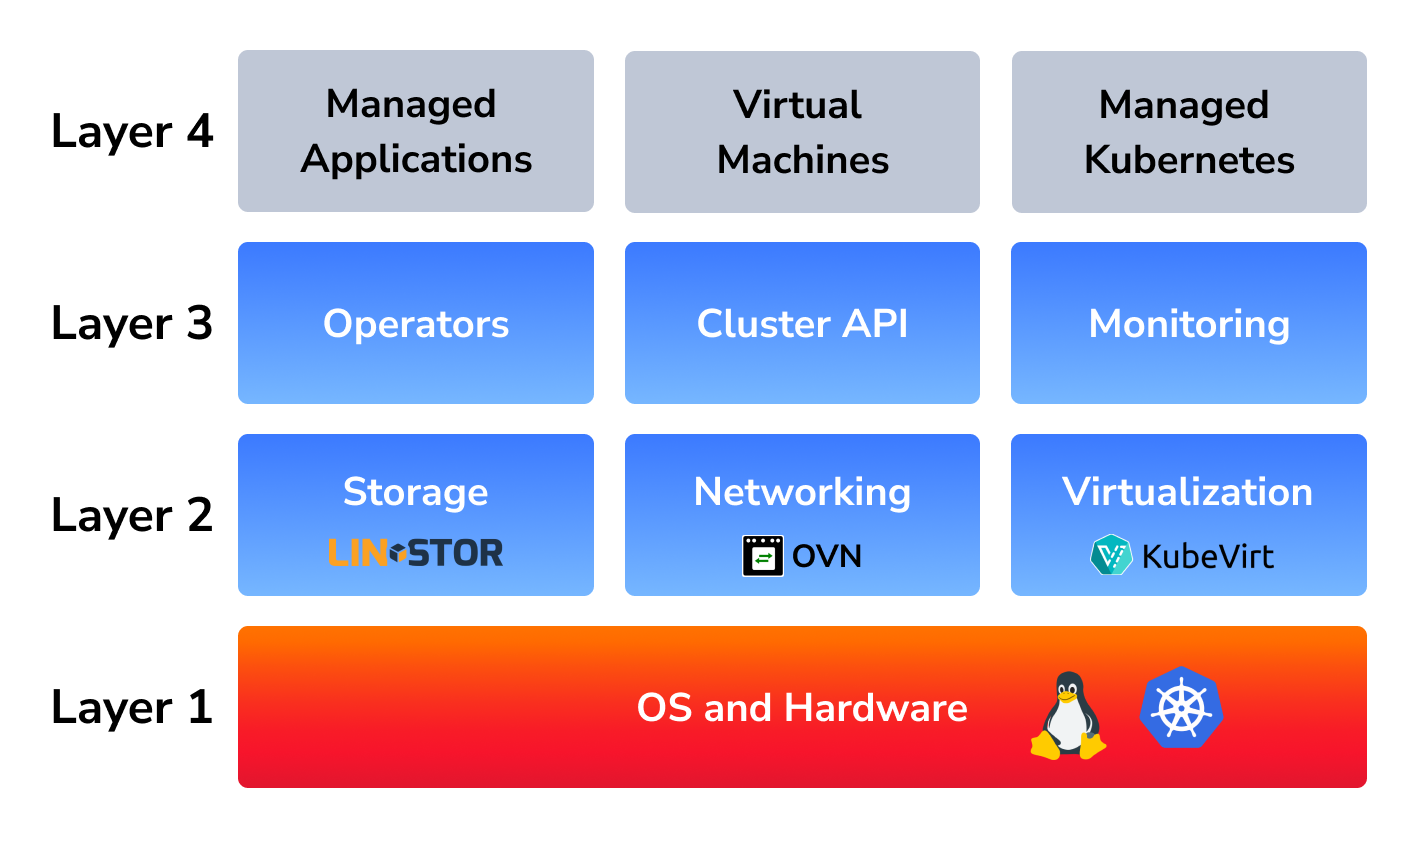 Layer 4
Managed
Applications
Virtual
Machines
Managed
Kubernetes
Layer 3
Operators
Cluster API
Monitoring
Layer 2
Storage
LINSTOR
Networking
OVN
Virtualization
KubeVirt
Layer 1
OS and Hardware